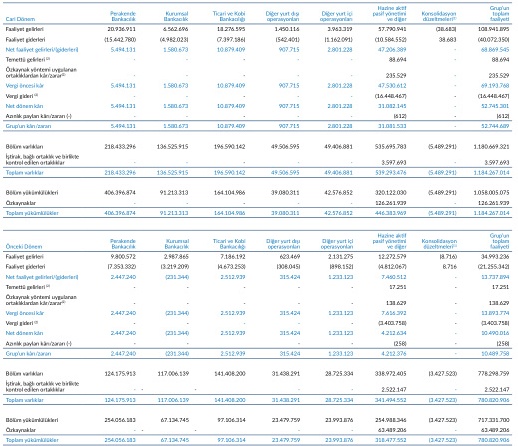 Cari Dönem Perakende Bankacılık Kurumsal Bankacılık Ticari ve Kobi Bankacılığı Diğer yurt dışı operasyonları Diğer yurt içi operasyonları Hazine aktif pasif yönetimi ve diğer Konsolidasyon düzeltmeleri⁽¹⁾ Grup'un toplam faaliyeti
Faaliyet gelirleri 20.936.911 6.562.696 18.276.595 1.450.116 3.963.319 57.790.941 (38.683) 108.941.895
Faaliyet giderleri (15.442.780) (4.982.023) (7.397.186) (542.401) (1.162.091) (10.584.552) 38.683 (40.072.350)
Net faaliyet gelirleri/(giderleri) 5.494.131 1.580.673 10.879.409 907.715 2.801.228 47.206.389 - 68.869.545
Temettü gelirleri ⁽²⁾ - - - - - 88.694 - 88.694
Özkaynak yöntemi uygulanan
ortaklıklardan kâr/zarar⁽²⁾ - - - - - 235.529 - 235.529
Vergi öncesi kâr 5.494.131 1.580.673 10.879.409 907.715 2.801.228 47.530.612 - 69.193.768
Vergi gideri ⁽²⁾ - - - - - (16.448.467) - (16.448.467)
Net dönem kârı 5.494.131 1.580.673 10.879.409 907.715 2.801.228 31.082.145 - 52.745.301
Azınlık payları kârı/zararı (-) - - - - - (612) - (612)
Grup'un kârı/zararı 5.494.131 1.580.673 10.879.409 907.715 2.801.228 31.081.533 - 52.744.689
Bölüm varlıkları 218.433.296 136.525.915 196.590.142 49.506.595 49.406.881 535.695.783 (5.489.291) 1.180.669.321
İştirak, bağlı ortaklık ve birlikte
kontrol edilen ortaklıklar - - - - - 3.597.693 - 3.597.693
Toplam varlıklar 218.433.296 136.525.915 196.590.142 49.506.595 49.406.881 539.293.476 (5.489.291) 1.184.267.014
Bölüm yükümlülükleri 406.396.874 91.213.313 164.104.986 39.080.311 42.576.852 320.122.030 (5.489.291) 1.058.005.075
Özkaynaklar - - - - - 126.261.939 - 126.261.939
Toplam yükümlülükler 406.396.874 91.213.313 164.104.986 39.080.311 42.576.852 446.383.969 (5.489.291) 1.184.267.014
Önceki Dönem Perakende Bankacılık Kurumsal Bankacılık Ticari ve Kobi Bankacılığı Diğer yurt dışı operasyonları Diğer yurt içi operasyonları Hazine aktif pasif yönetimi ve diğer Konsolidasyon düzeltmeleri⁽¹⁾ Grup'un toplam faaliyeti
Faaliyet gelirleri 9.800.572 2.987.865 7.186.192 623.469 2.131.275 12.272.579 (8.716) 34.993.236
Faaliyet giderleri (7.353.332) (3.219.209) (4.673.253) (308.045) (898.152) (4.812.067) 8.716 (21.255.342)
Net faaliyet gelirleri/(giderleri) 2.447.240 (231.344) 2.512.939 315.424 1.233.123 7.460.512 - 13.737.894
Temettü gelirleri ⁽²⁾ - - - - - 17.251 - 17.251
Özkaynak yöntemi uygulanan
ortaklıklardan kâr/zarar⁽²⁾ - - - - - 138.629 - 138.629
Vergi öncesi kâr 2.447.240 (231.344) 2.512.939 315.424 1.233.123 7.616.392 - 13.893.774
Vergi gideri ⁽²⁾ - - - - - (3.403.758) - (3.403.758)
Net dönem kârı 2.447.240 (231.344) 2.512.939 315.424 1.233.123 4.212.634 - 10.490.016
Azınlık payları kârı/zararı (-) - - - - - (258) - (258)
Grup'un kârı/zararı 2.447.240 (231.344) 2.512.939 315.424 1.233.123 4.212.376 - 10.489.758
Bölüm varlıkları 124.175.913 117.006.139 141.408.200 31.438.291 28.725.334 338.972.405 (3.427.523) 778.298.759
İştirak, bağlı ortaklık ve birlikte
kontrol edilen ortaklıklar - - - - - 2.522.147 - 2.522.147
Toplam varlıklar 124.175.913 117.006.139 141.408.200 31.438.291 28.725.334 341.494.552 (3.427.523) 780.820.906
Bölüm yükümlülükleri 254.056.183 67.134.745 97.106.314 23.479.759 23.993.876 254.988.346 (3.427.523) 717.331.700
Özkaynaklar - - - - - 63.489.206 - 63.489.206
Toplam yükümlülükler 254.056.183 67.134.745 97.106.314 23.479.759 23.993.876 318.477.552 (3.427.523) 780.820.906